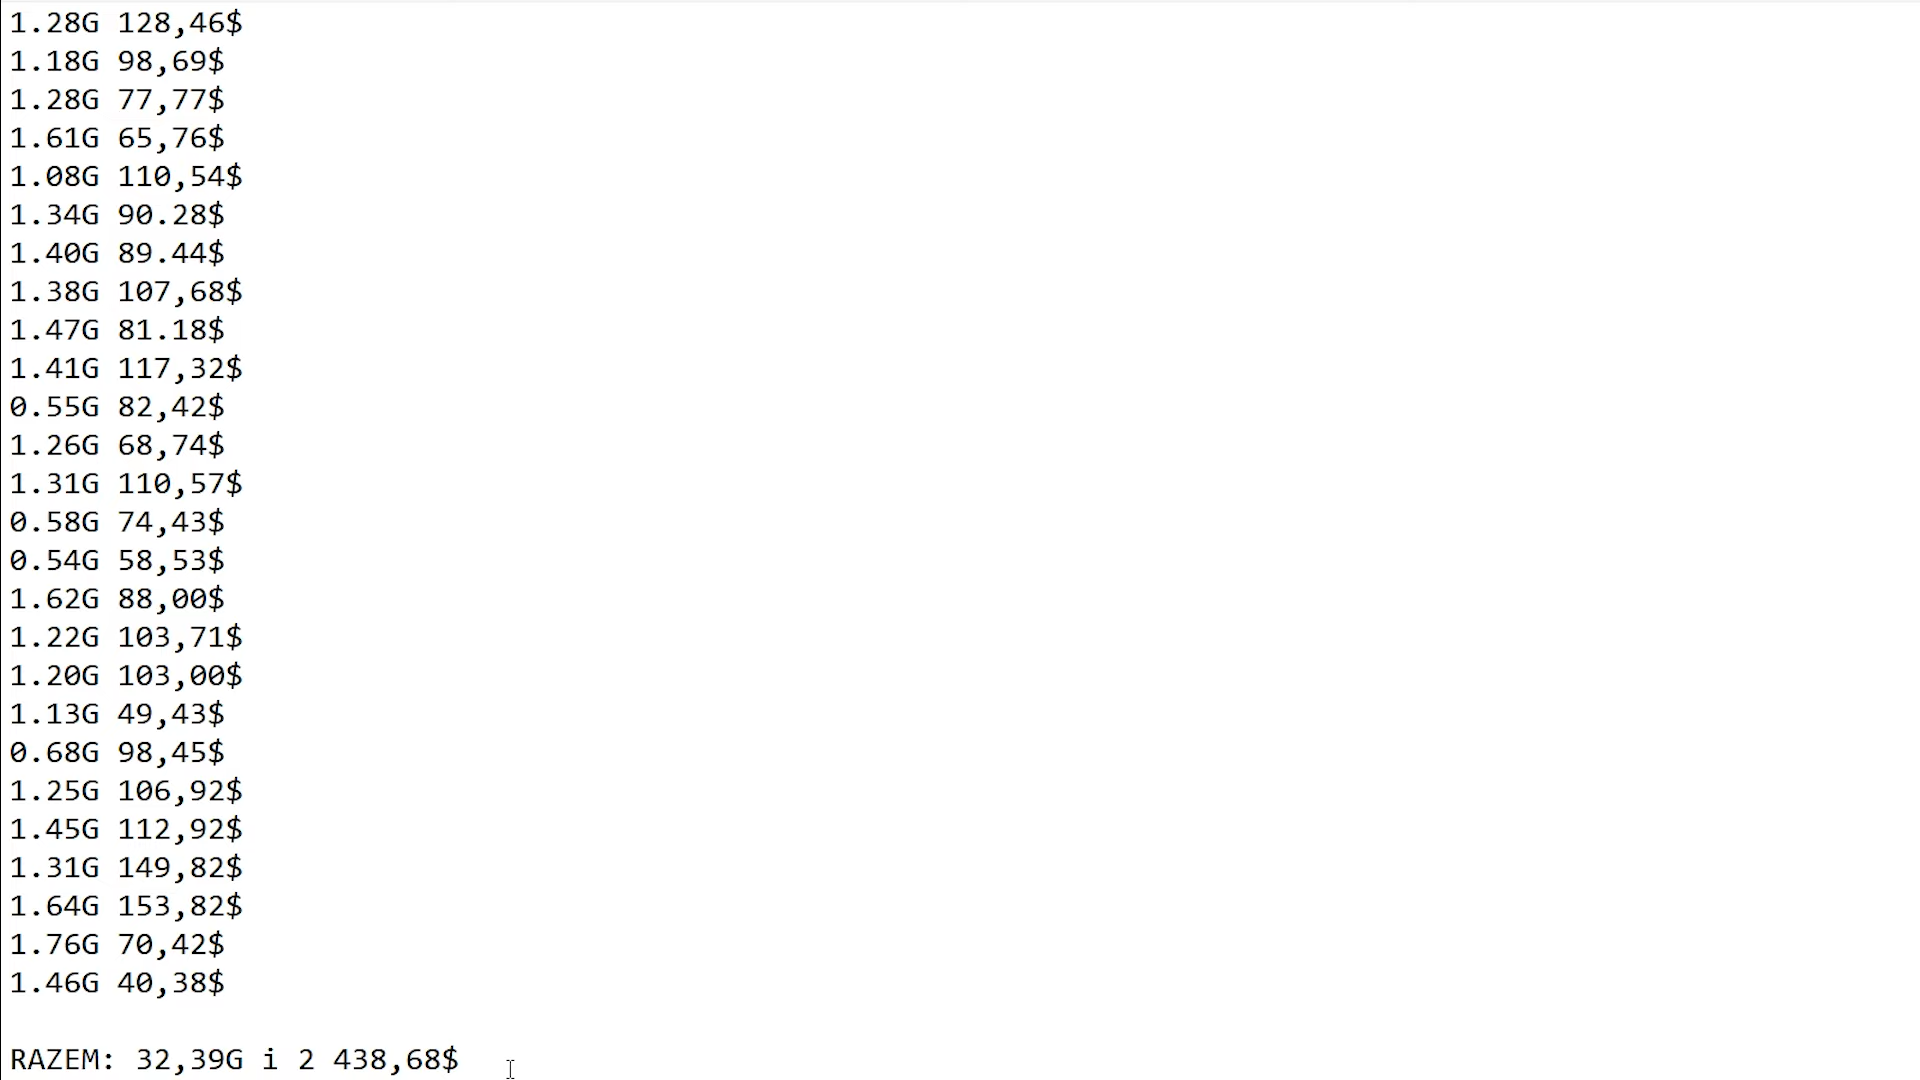 1.28G 128,46$
1.18G 98,69$
1.28G 77,77$
1.61G 65,76$
1.08G 110,54$
1.34G 90.28$
1.40G 89.44$
1.38G 107,68$
1.47G 81.18$
1.41G 117,32$
0.55G 82,42$
1.26G 68,74$
1.31G 110,57$
0.58G 74,43$
0.54G 58,53$
1.62G 88,00$
1.22G 103,71$
1.20G 103,00$
1.13G 49,43$
0.68G 98,45$
1.25G 106,92$
1.45G 112,92$
1.31G 149,82$
1.64G 153,82$
1.76G 70,42$
1.46G 40,38$
RAZEM: 32,39G i 2 438,68$